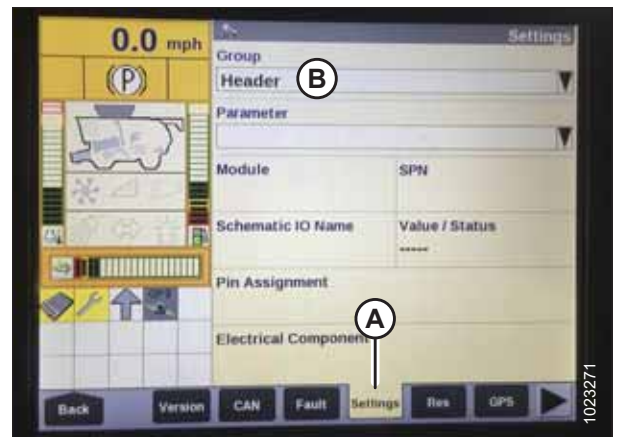 0.0 mph
Settings
Group
(P)
Header
B
Parameter
Module
SPN
Schematic IO Name
Value / Status
-----
Pin Assignment
A
Electrical Component
Back
Version
CAN
Fault
Settings
Res
GPS
1023271